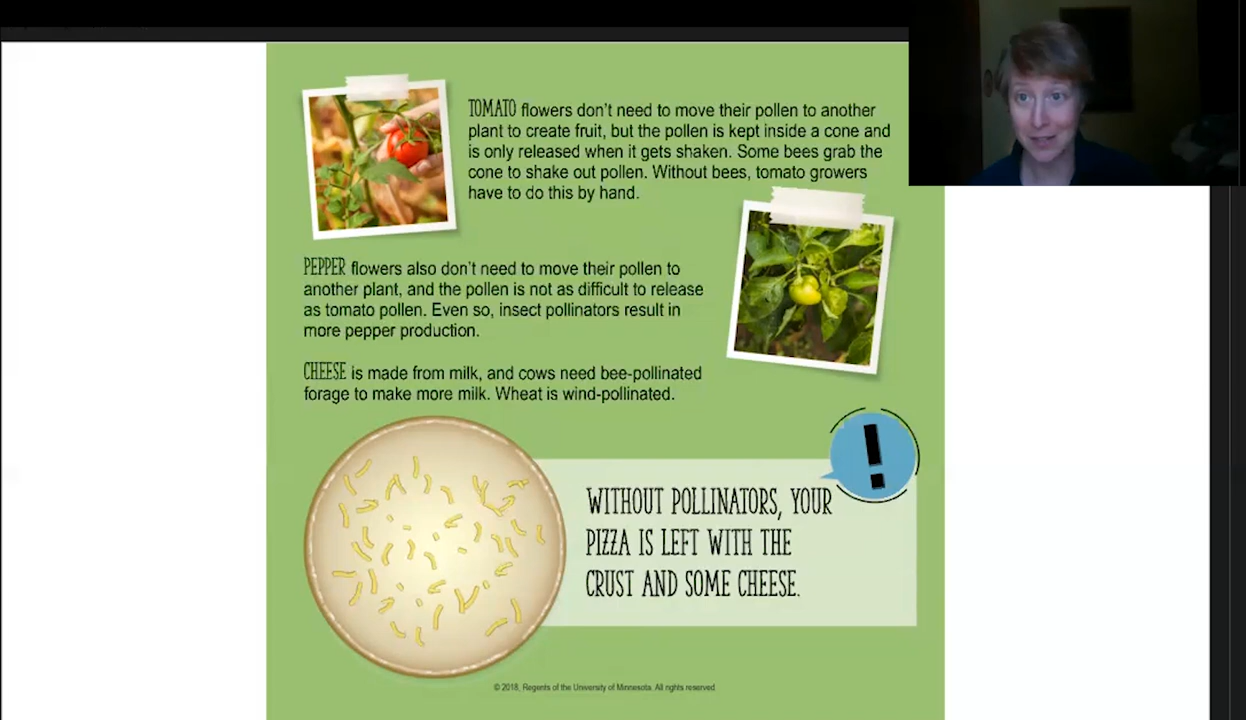 TOMATO flowers don't need to move their pollen to another
plant to create fruit, but the pollen is kept inside a cone and
is only released when it gets shaken. Some bees grab the
cone to shake out pollen. Without bees, tomato growers
have to do this by hand.
PEPPER flowers also don't need to move their pollen to
another plant, and the pollen is not as difficult to release
as tomato pollen. Even so, insect pollinators result in
more pepper production.
CHEESE is made from milk, and cows need bee-pollinated
forage to make more milk. Wheat is wind-pollinated.
!
WITHOUT POLLINATORS, YOUR
PIZZA IS LEFT WITH THE
CRUST AND SOME CHEESE.
© 2018, Regents of the University of Minnesota. All rights reserved